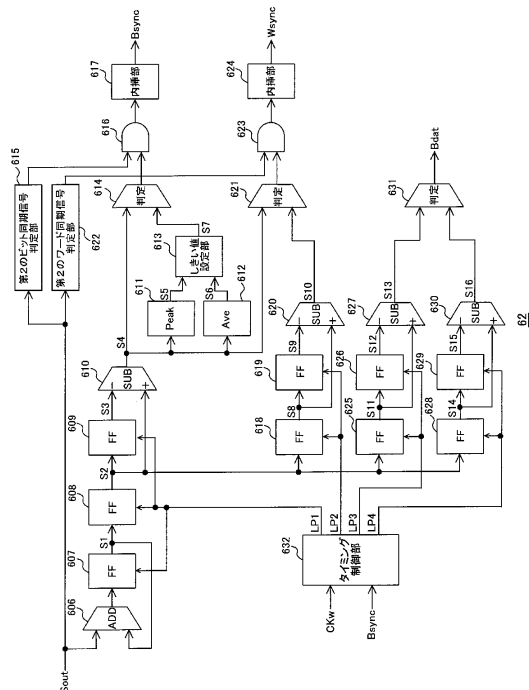 615
第2のビット同期信号
判定部
第2のワード同期信号
判定部
622
616
617
内挿部
Bsync
623
624
内挿部
Wsync
614
判定
621
判定
631
判定
Bdat
611
Peak
S5
613
しきい値
設定部
S7
612
Ave
S6
S4
610
SUB
−
+
S3
609
FF
S2
608
FF
S1
607
FF
606
ADD
Sout
618
FF
S8
619
FF
S9
620
SUB
−
+
S10
625
FF
S11
626
FF
S12
627
SUB
−
+
S13
628
FF
S14
629
FF
S15
630
SUB
−
+
S16
632
タイミング
制御部
LP1
LP2
LP3
LP4
CKw
Bsync
62